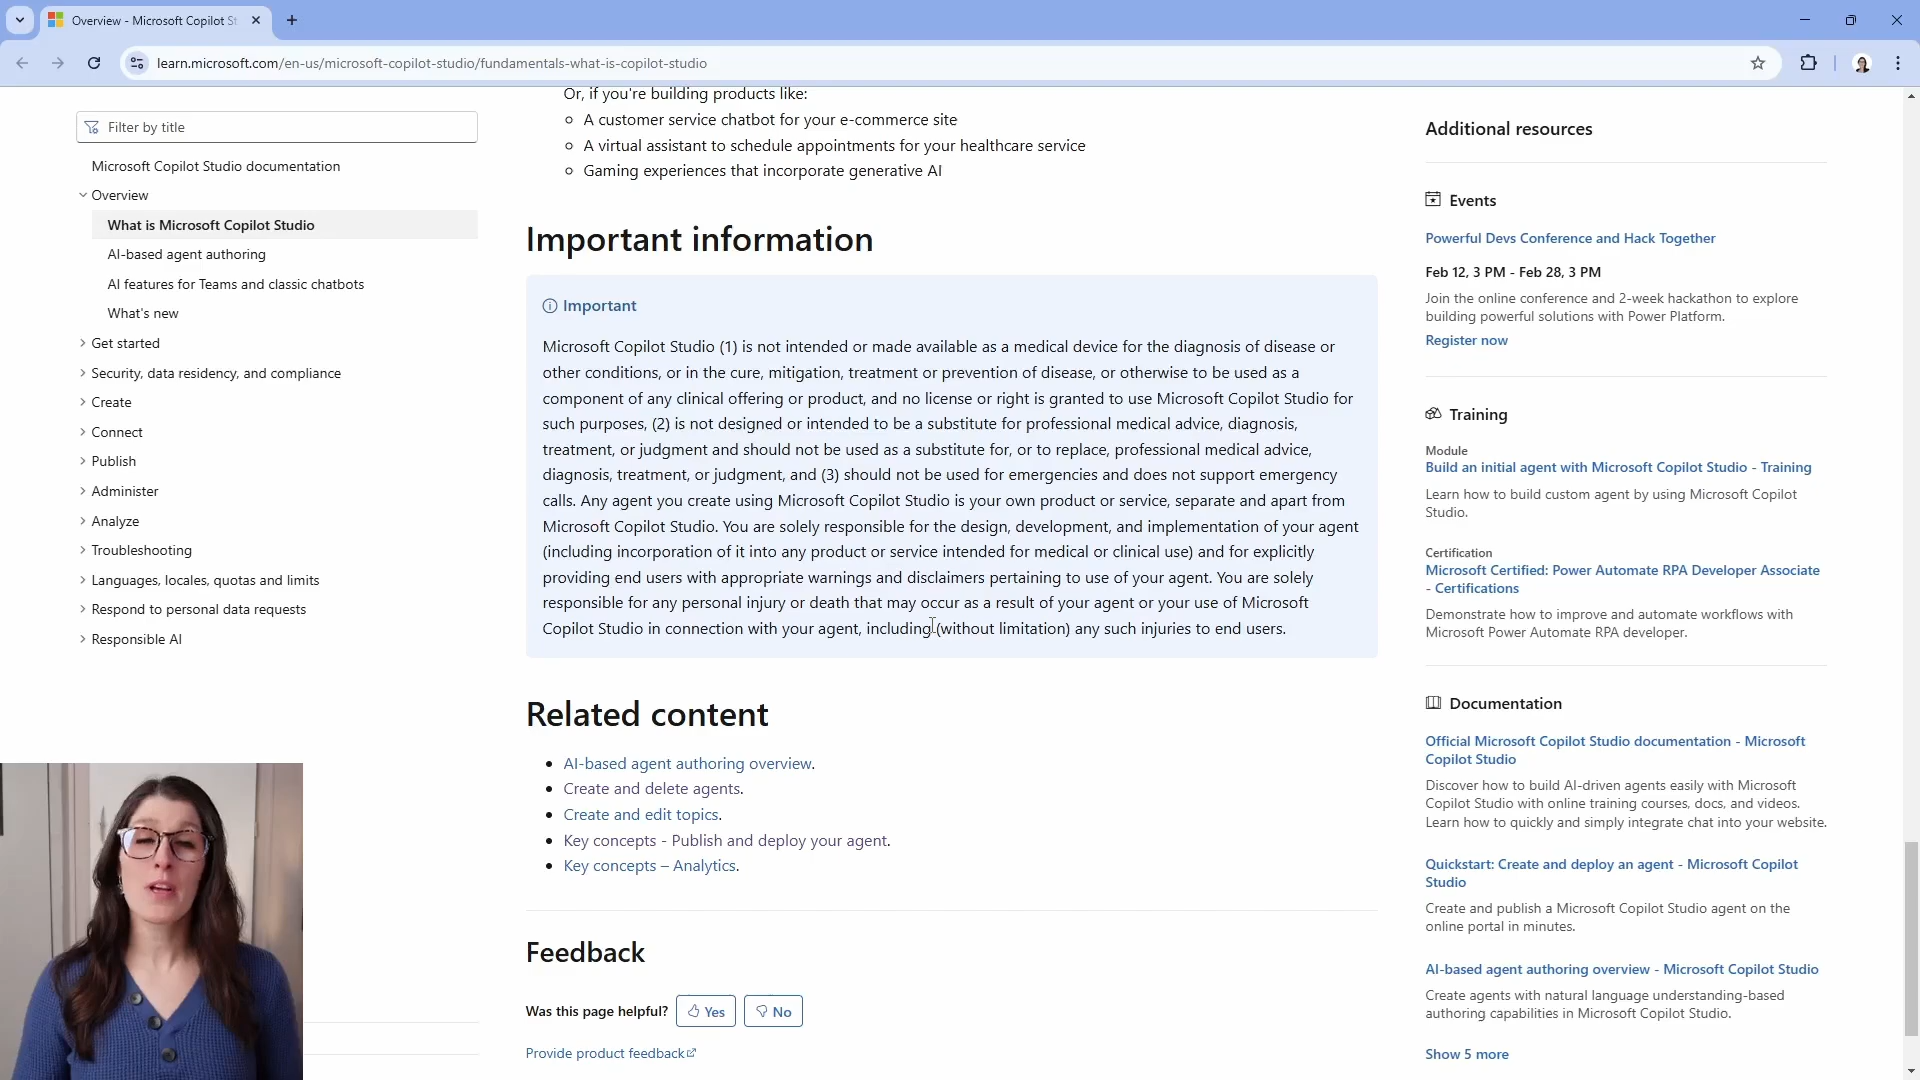 Overview - Microsoft Copilot St
learn.microsoft.com/en-us/microsoft-copilot-studio/fundamentals-what-is-copilot-studio
Filter by title
Microsoft Copilot Studio documentation
Overview
What is Microsoft Copilot Studio
AI-based agent authoring
AI features for Teams and classic chatbots
What's new
Get started
Security, data residency, and compliance
Create
Connect
Publish
Administer
Analyze
Troubleshooting
Languages, locales, quotas and limits
Respond to personal data requests
Responsible AI
Or, if you're building products like:
A customer service chatbot for your e-commerce site
A virtual assistant to schedule appointments for your healthcare service
Gaming experiences that incorporate generative AI
Important information
Important
Microsoft Copilot Studio (1) is not intended or made available as a medical device for the diagnosis of disease or
other conditions, or in the cure, mitigation, treatment or prevention of disease, or otherwise to be used as a
component of any clinical offering or product, and no license or right is granted to use Microsoft Copilot Studio for
such purposes, (2) is not designed or intended to be a substitute for professional medical advice, diagnosis,
treatment, or judgment and should not be used as a substitute for, or to replace, professional medical advice,
diagnosis, treatment, or judgment, and (3) should not be used for emergencies and does not support emergency
calls. Any agent you create using Microsoft Copilot Studio is your own product or service, separate and apart from
Microsoft Copilot Studio. You are solely responsible for the design, development, and implementation of your agent
(including incorporation of it into any product or service intended for medical or clinical use) and for explicitly
providing end users with appropriate warnings and disclaimers pertaining to use of your agent. You are solely
responsible for any personal injury or death that may occur as a result of your agent or your use of Microsoft
Copilot Studio in connection with your agent, including (without limitation) any such injuries to end users.
Related content
AI-based agent authoring overview.
Create and delete agents.
Create and edit topics.
Key concepts - Publish and deploy your agent.
Key concepts – Analytics.
Feedback
Was this page helpful?
Yes
No
Provide product feedback
Additional resources
Events
Powerful Devs Conference and Hack Together
Feb 12, 3 PM - Feb 28, 3 PM
Join the online conference and 2-week hackathon to explore
building powerful solutions with Power Platform.
Register now
Training
Module
Build an initial agent with Microsoft Copilot Studio - Training
Learn how to build custom agent by using Microsoft Copilot
Studio.
Certification
Microsoft Certified: Power Automate RPA Developer Associate
- Certifications
Demonstrate how to improve and automate workflows with
Microsoft Power Automate RPA developer.
Documentation
Official Microsoft Copilot Studio documentation - Microsoft
Copilot Studio
Discover how to build AI-driven agents easily with Microsoft
Copilot Studio with online training courses, docs, and videos.
Learn how to quickly and simply integrate chat into your website.
Quickstart: Create and deploy an agent - Microsoft Copilot
Studio
Create and publish a Microsoft Copilot Studio agent on the
online portal in minutes.
AI-based agent authoring overview - Microsoft Copilot Studio
Create agents with natural language understanding-based
authoring capabilities in Microsoft Copilot Studio.
Show 5 more